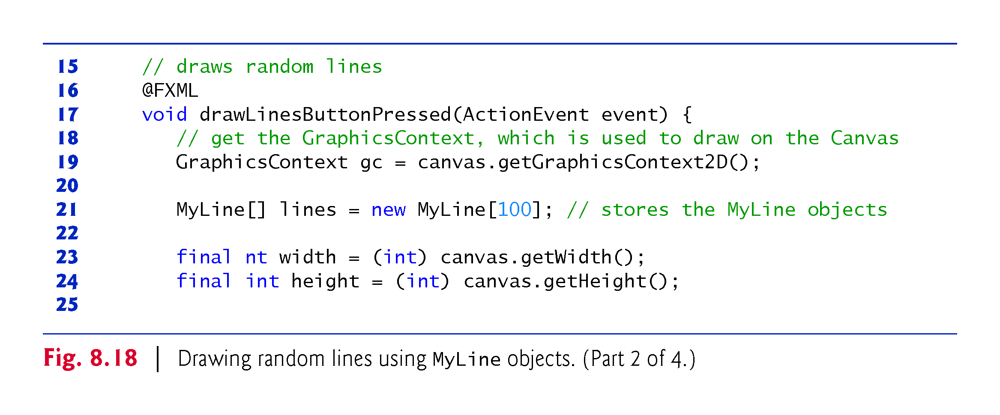 15 // draws random lines
16 @FXML
17 void drawLinesButtonPressed(ActionEvent event) {
18 // get the GraphicsContext, which is used to draw on the Canvas
19 GraphicsContext gc = canvas.getGraphicsContext2D();
20
21 MyLine[] lines = new MyLine[100]; // stores the MyLine objects
22
23 final nt width = (int) canvas.getWidth();
24 final int height = (int) canvas.getHeight();
25
Fig. 8.18 | Drawing random lines using MyLine objects. (Part 2 of 4.)